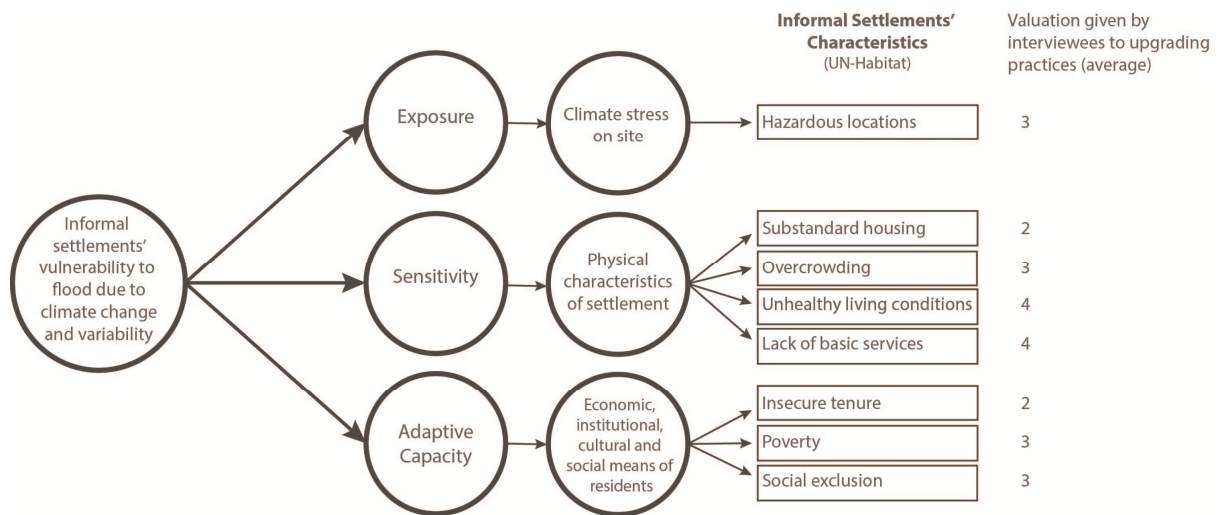 Informal Settlements'
Characteristics
(UN-Habitat)
Valuation given by
interviewees to upgrading
practices (average)
Informal
settlements'
vulnerability to
flood due to
climate change
and variability
Exposure
Climate stress
on site
Hazardous locations
3
Sensitivity
Physical
characteristics
of settlement
Substandard housing
2
Overcrowding
3
Unhealthy living conditions
4
Lack of basic services
4
Adaptive
Capacity
Economic,
institutional,
cultural and
social means of
residents
Insecure tenure
2
Poverty
3
Social exclusion
3